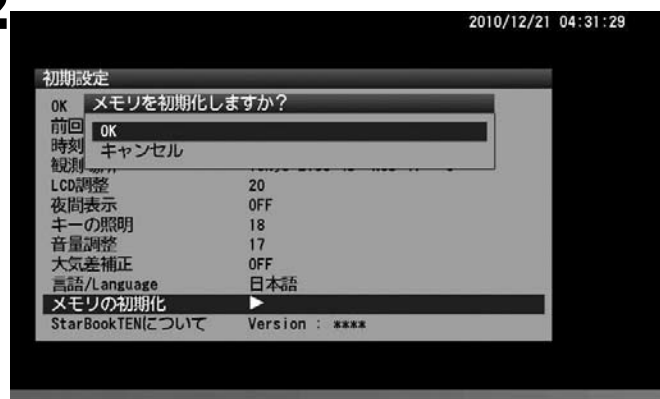 2
2010/12/21 04:31:29
初期設定
OK
メモリを初期化しますか?
前回
OK
時刻
キャンセル
観測
LCD調整 20
夜間表示 OFF
キーの照明 18
音量調整 17
大気差補正 OFF
言語/Language 日本語
メモリの初期化 ▶
StarBookTENについて Version : ****